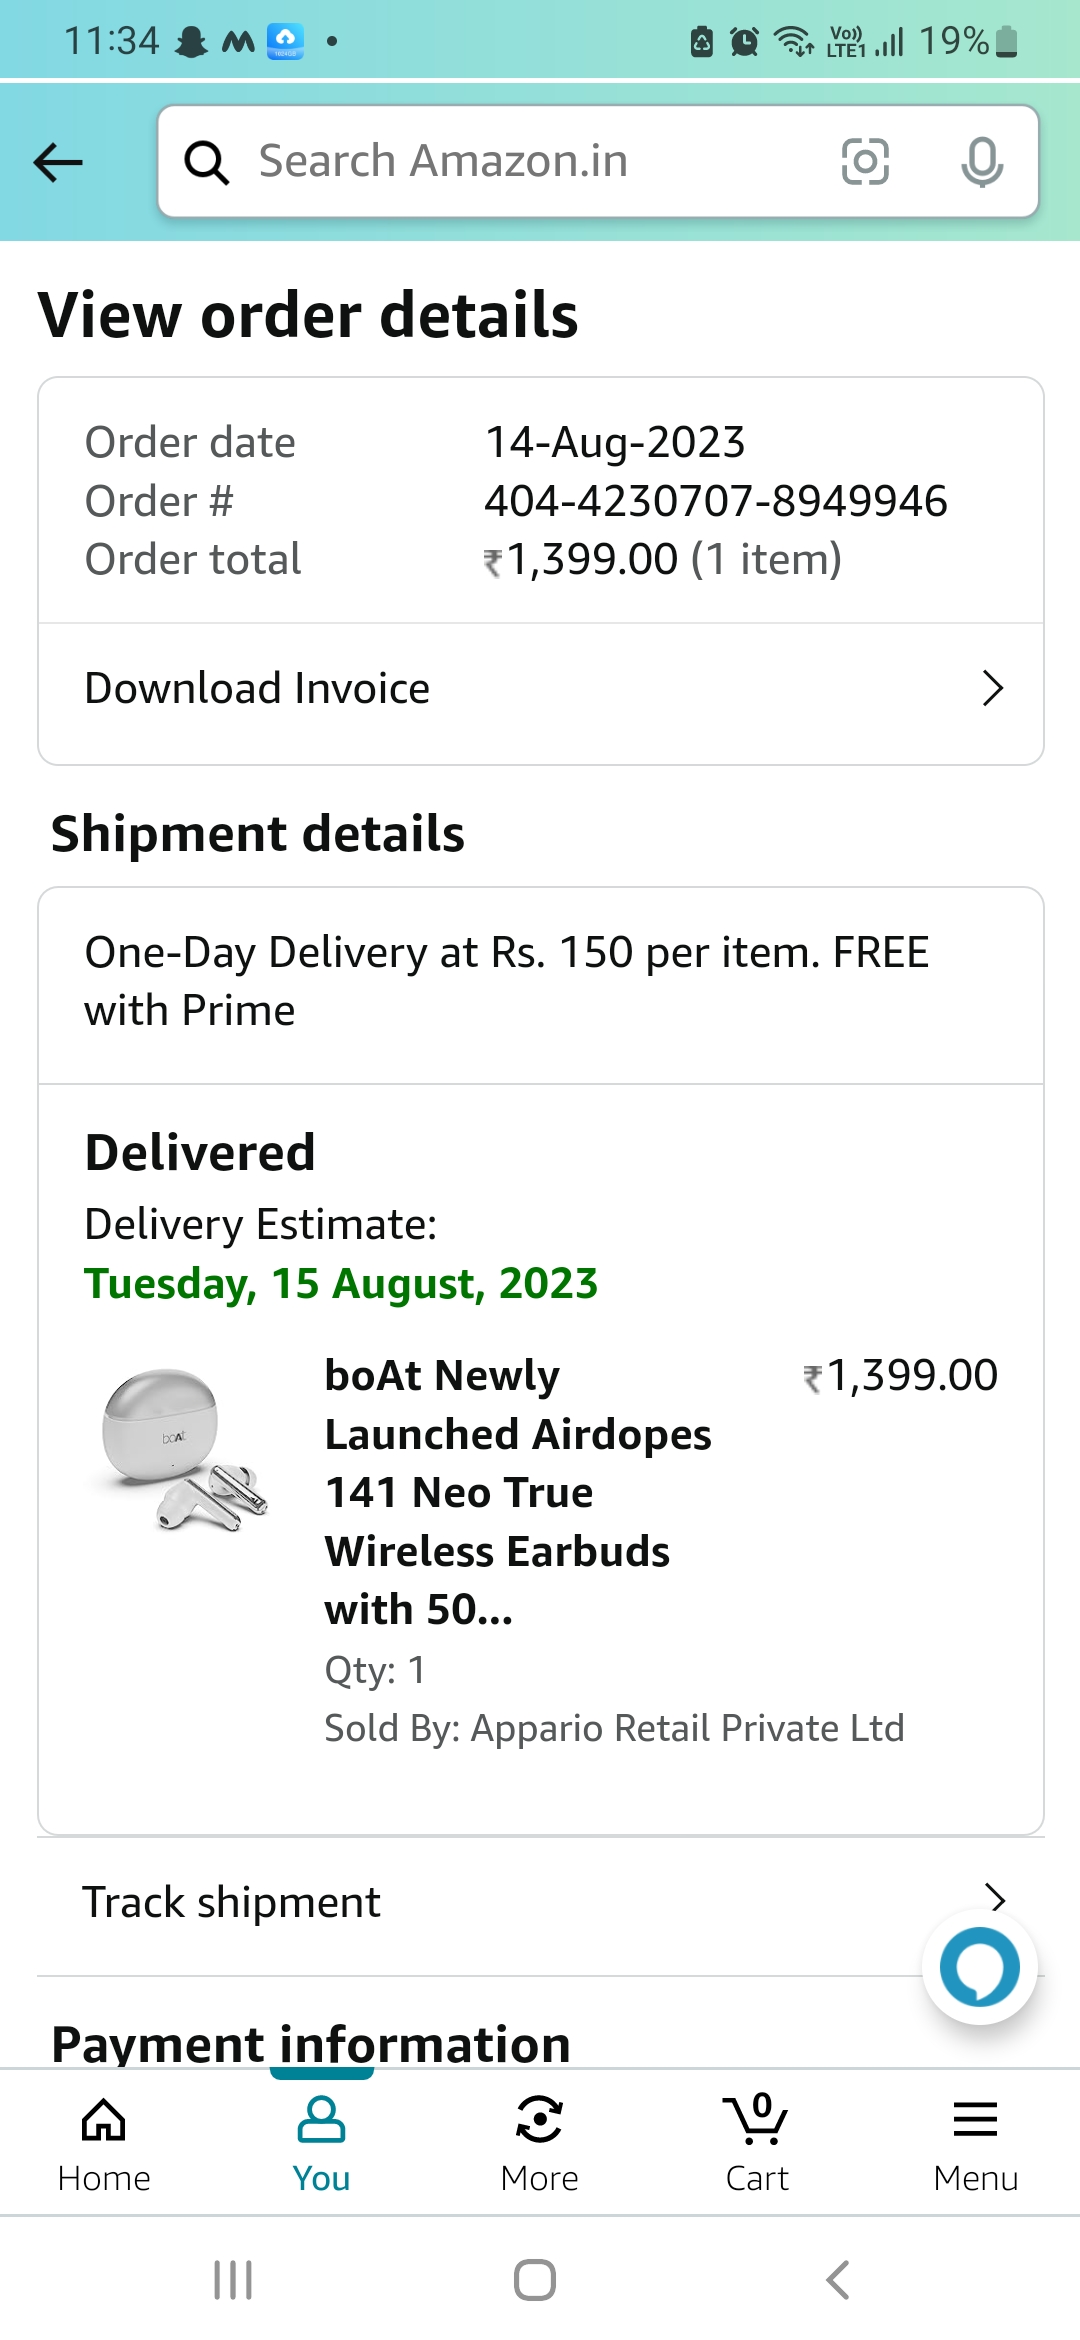 11:34
Vo))
LTE1
19%
Search Amazon.in
View order details
Order date 14-Aug-2023
Order # 404-4230707-8949946
Order total ₹1,399.00 (1 item)
Download Invoice
Shipment details
One-Day Delivery at Rs. 150 per item. FREE
with Prime
Delivered
Delivery Estimate:
Tuesday, 15 August, 2023
boAt
boAt Newly ₹1,399.00
Launched Airdopes
141 Neo True
Wireless Earbuds
with 50...
Qty: 1
Sold By: Appario Retail Private Ltd
Track shipment
Payment information
0
Home You More Cart Menu